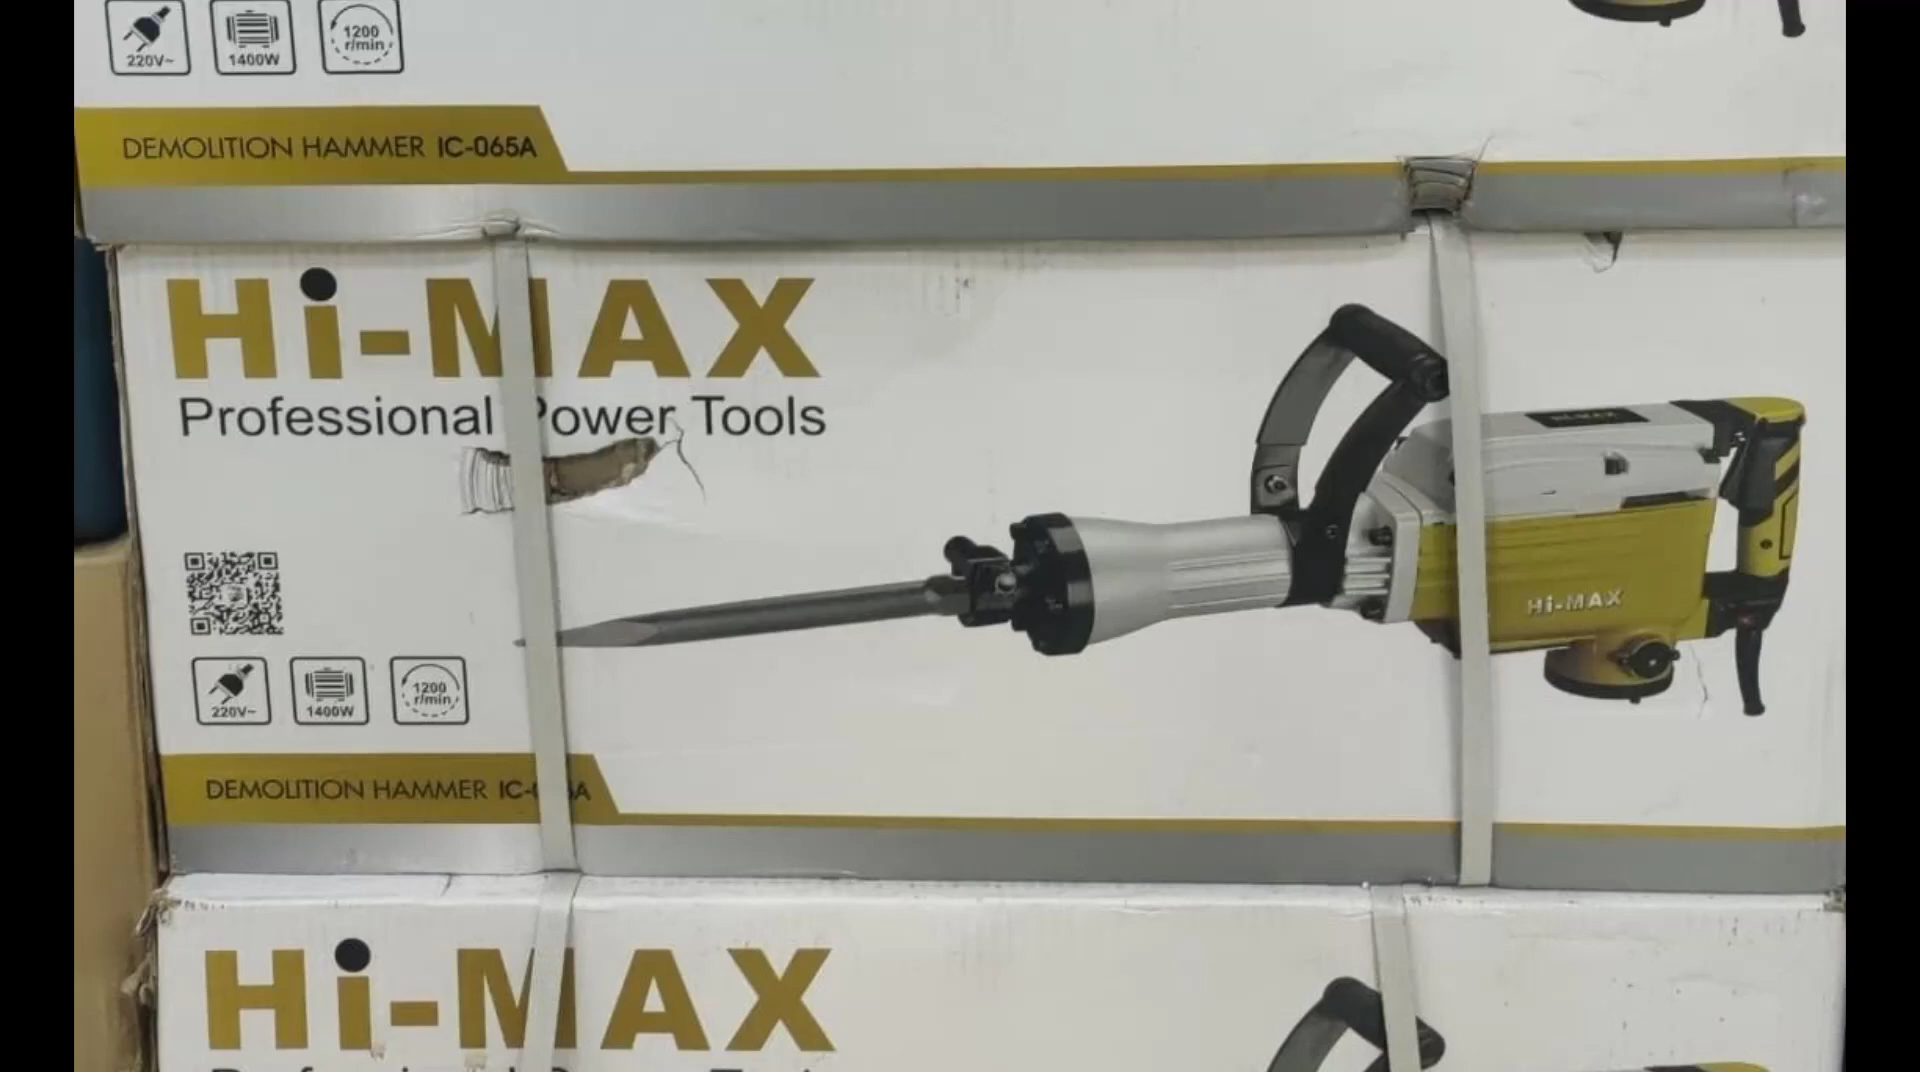 220V~
1400W
1200
r/min
DEMOLITION HAMMER IC-065A
Hi-MAX
Professional Power Tools
Hi-MAX
Hi-MAX
220V~
1400W
1200
r/min
DEMOLITION HAMMER
Hi-MAX